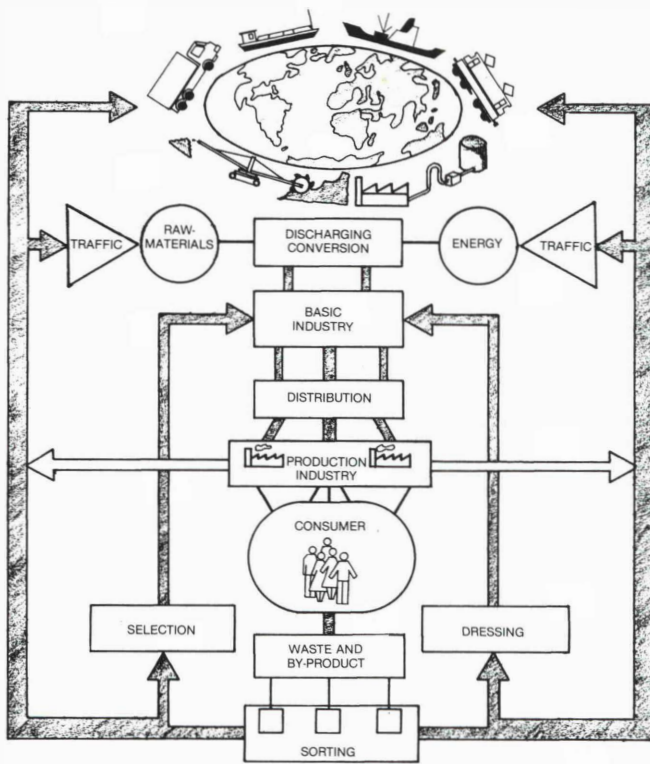 TRAFFIC
RAW-
MATERIALS
DISCHARGING
CONVERSION
ENERGY
TRAFFIC
BASIC
INDUSTRY
DISTRIBUTION
PRODUCTION
INDUSTRY
CONSUMER
SELECTION
DRESSING
WASTE AND
BY-PRODUCT
SORTING